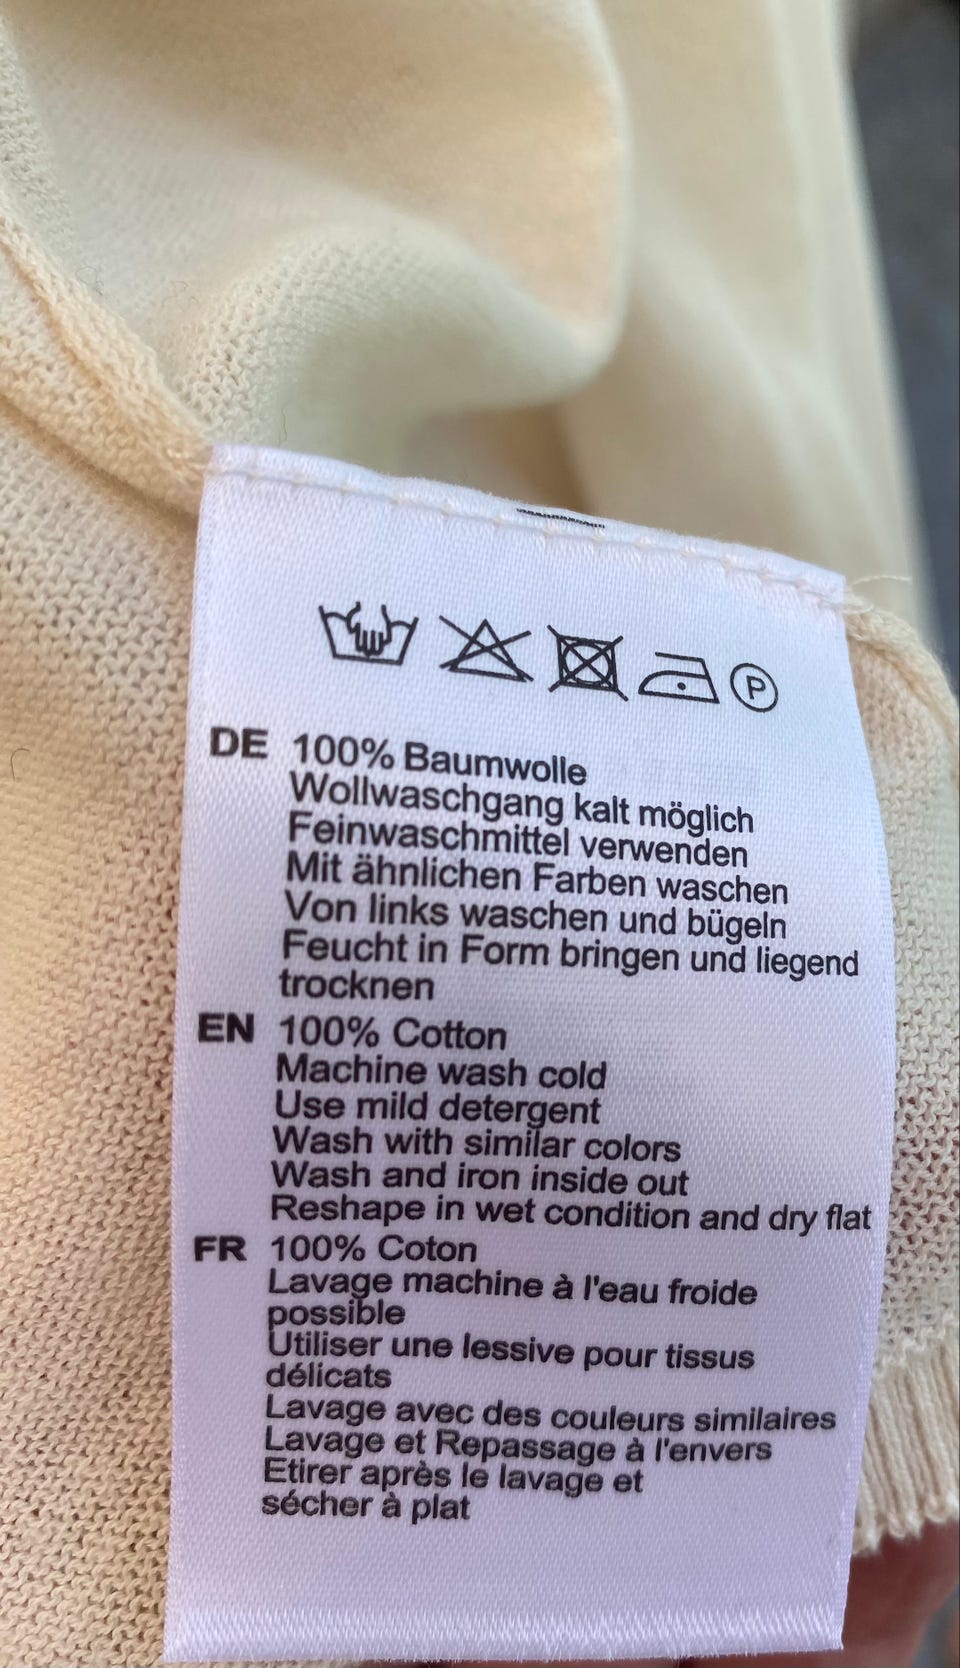 P
DE 100% Baumwolle
Wollwaschgang kalt möglich
Feinwaschmittel verwenden
Mit ähnlichen Farben waschen
Von links waschen und bügeln
Feucht in Form bringen und liegend
trocknen
EN 100% Cotton
Machine wash cold
Use mild detergent
Wash with similar colors
Wash and iron inside out
Reshape in wet condition and dry flat
FR 100% Coton
Lavage machine à l'eau froide
possible
Utiliser une lessive pour tissus
délicats
Lavage avec des couleurs similaires
Lavage et Repassage à l'envers
Etirer après le lavage et
sécher à plat